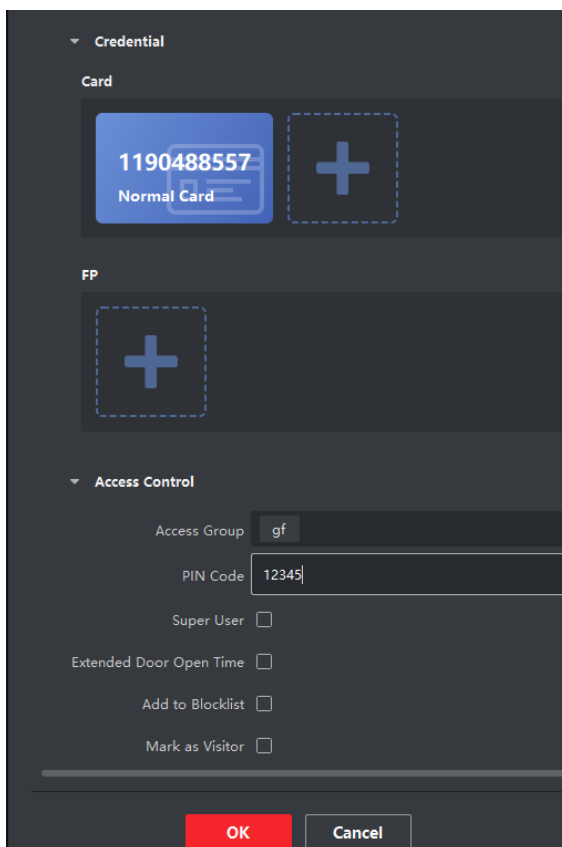 Credential
Card
1190488557
Normal Card
FP
Access Control
Access Group gf
PIN Code 12345
Super User
Extended Door Open Time
Add to Blocklist
Mark as Visitor
OK Cancel